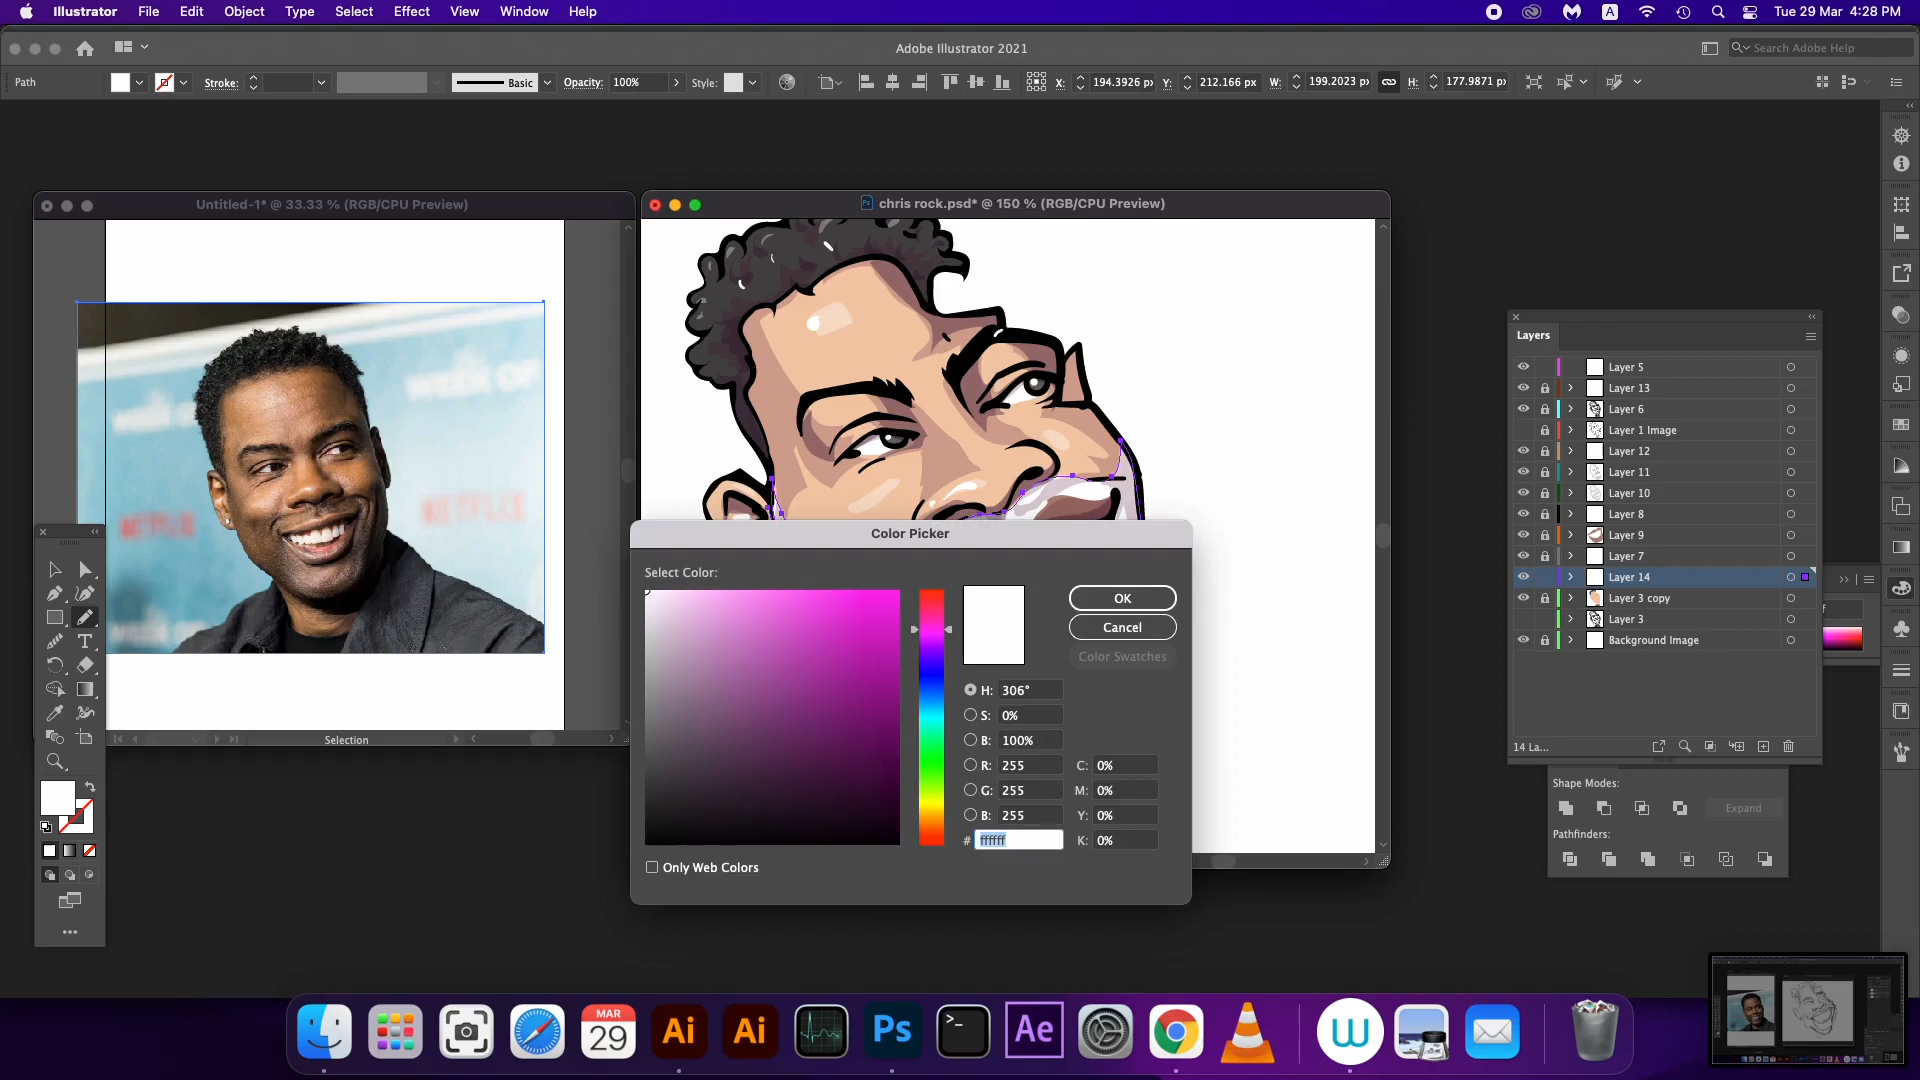 Illustrator File Edit Object Type Select Effect View Window Help
A Tue 29 Mar 4:28 PM
Adobe Illustrator 2021
Search Adobe Help
Path Stroke: Basic Opacity: 100% Style: X: 194.3926 px Y: 212.166 px W: 199.2023 px H: 177.9871 px
Untitled-1* @ 33.33 % (RGB/CPU Preview)
chris rock.psd* @ 150 % (RGB/CPU Preview)
WEEK OF
NETFLIX
NETFLIX
Selection
Color Picker
Select Color:
OK
Cancel
Color Swatches
H: 306°
S: 0%
B: 100%
R: 255 C: 0%
G: 255 M: 0%
B: 255 Y: 0%
# ffffff K: 0%
Only Web Colors
Layers
Layer 5
Layer 13
Layer 6
Layer 1 Image
Layer 12
Layer 11
Layer 10
Layer 8
Layer 9
Layer 7
Layer 14
Layer 3 copy
Layer 3
Background Image
14 La...
Shape Modes:
Expand
Pathfinders:
MAR
29
Ai
Ai
Ps
Ae
W